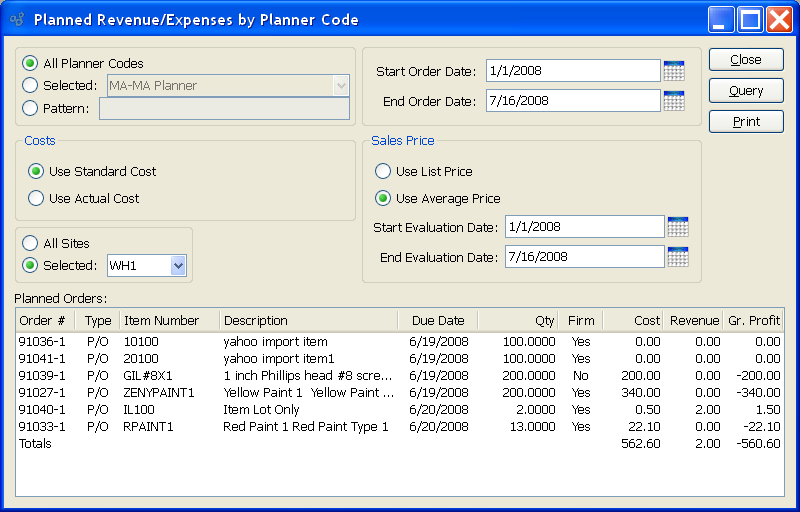 Planned Revenue/Expenses by Planner Code
All Planner Codes
Selected: MA-MA Planner
Pattern:
Start Order Date: 1/1/2008
End Order Date: 7/16/2008
Close
Query
Print
Costs
Use Standard Cost
Use Actual Cost
Sales Price
Use List Price
Use Average Price
Start Evaluation Date: 1/1/2008
End Evaluation Date: 7/16/2008
All Sites
Selected: WH1
Planned Orders:
Order # Type Item Number Description Due Date Qty Firm Cost Revenue Gr. Profit
91036-1 P/O 10100 yahoo import item 6/19/2008 100.0000 Yes 0.00 0.00 0.00
91041-1 P/O 20100 yahoo import item1 6/19/2008 100.0000 Yes 0.00 0.00 0.00
91039-1 P/O GIL#8X1 1 inch Phillips head #8 scre... 6/19/2008 200.0000 No 200.00 0.00 -200.00
91027-1 P/O ZENYPAINT1 Yellow Paint 1 Yellow Paint ... 6/19/2008 200.0000 Yes 340.00 0.00 -340.00
91040-1 P/O IL100 Item Lot Only 6/20/2008 2.0000 Yes 0.50 2.00 1.50
91033-1 P/O RPAINT1 Red Paint 1 Red Paint Type 1 6/20/2008 13.0000 Yes 22.10 0.00 -22.10
Totals 562.60 2.00 -560.60